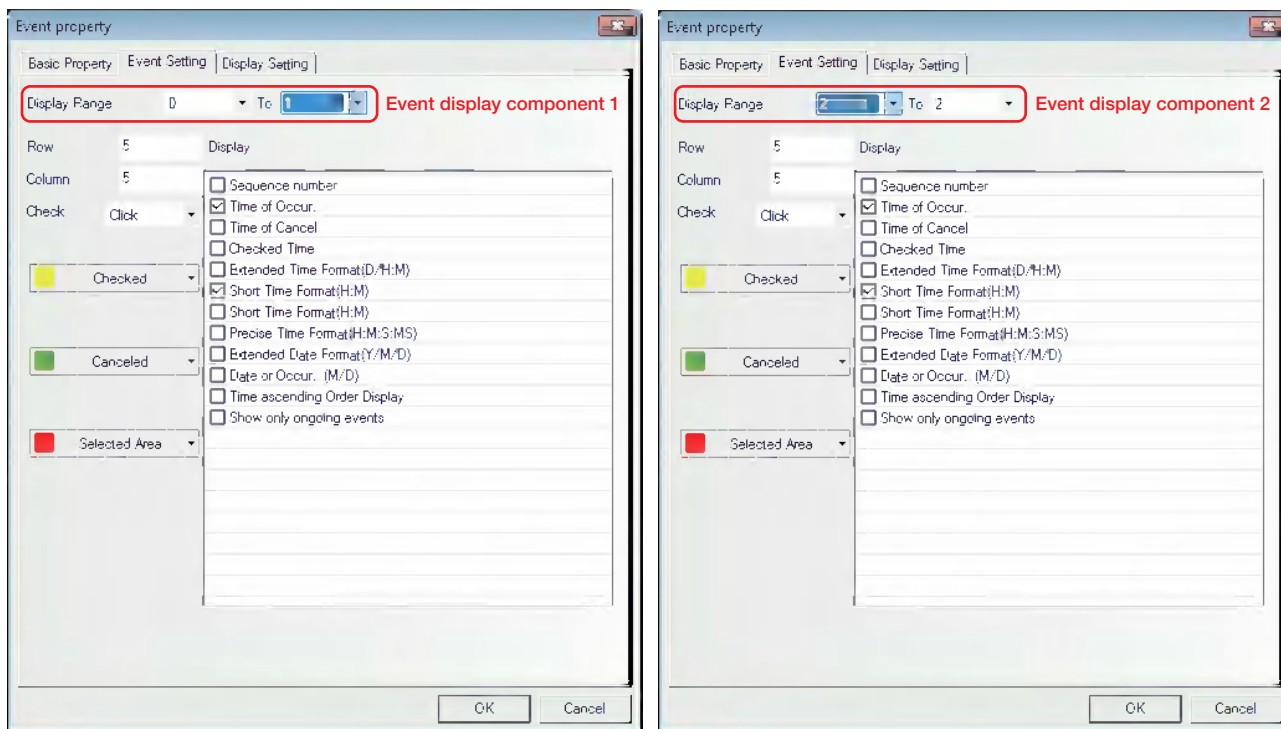 Event property
Basic Property Event Setting Display Setting
Display Range 0 To 1 Event display component 1
Row 5 Display
Column 5
Check Click
Sequence number
Time of Occur.
Time of Cancel
Checked Time
Extended Time Format(D/H:M)
Checked
Short Time Format(H:M)
Short Time Format(H:M)
Precise Time Format(H:M:S:MS)
Extended Date Format(Y/M/D)
Canceled
Date or Occur. (M/D)
Time ascending Order Display
Show only ongoing events
Selected Area
OK Cancel
Event property
Basic Property Event Setting Display Setting
Display Range 2 To 2 Event display component 2
Row 5 Display
Column 5
Check Click
Sequence number
Time of Occur.
Time of Cancel
Checked Time
Extended Time Format(D/H:M)
Checked
Short Time Format(H:M)
Short Time Format(H:M)
Precise Time Format(H:M:S:MS)
Extended Date Format(Y/M/D)
Canceled
Date or Occur. (M/D)
Time ascending Order Display
Show only ongoing events
Selected Area
OK Cancel